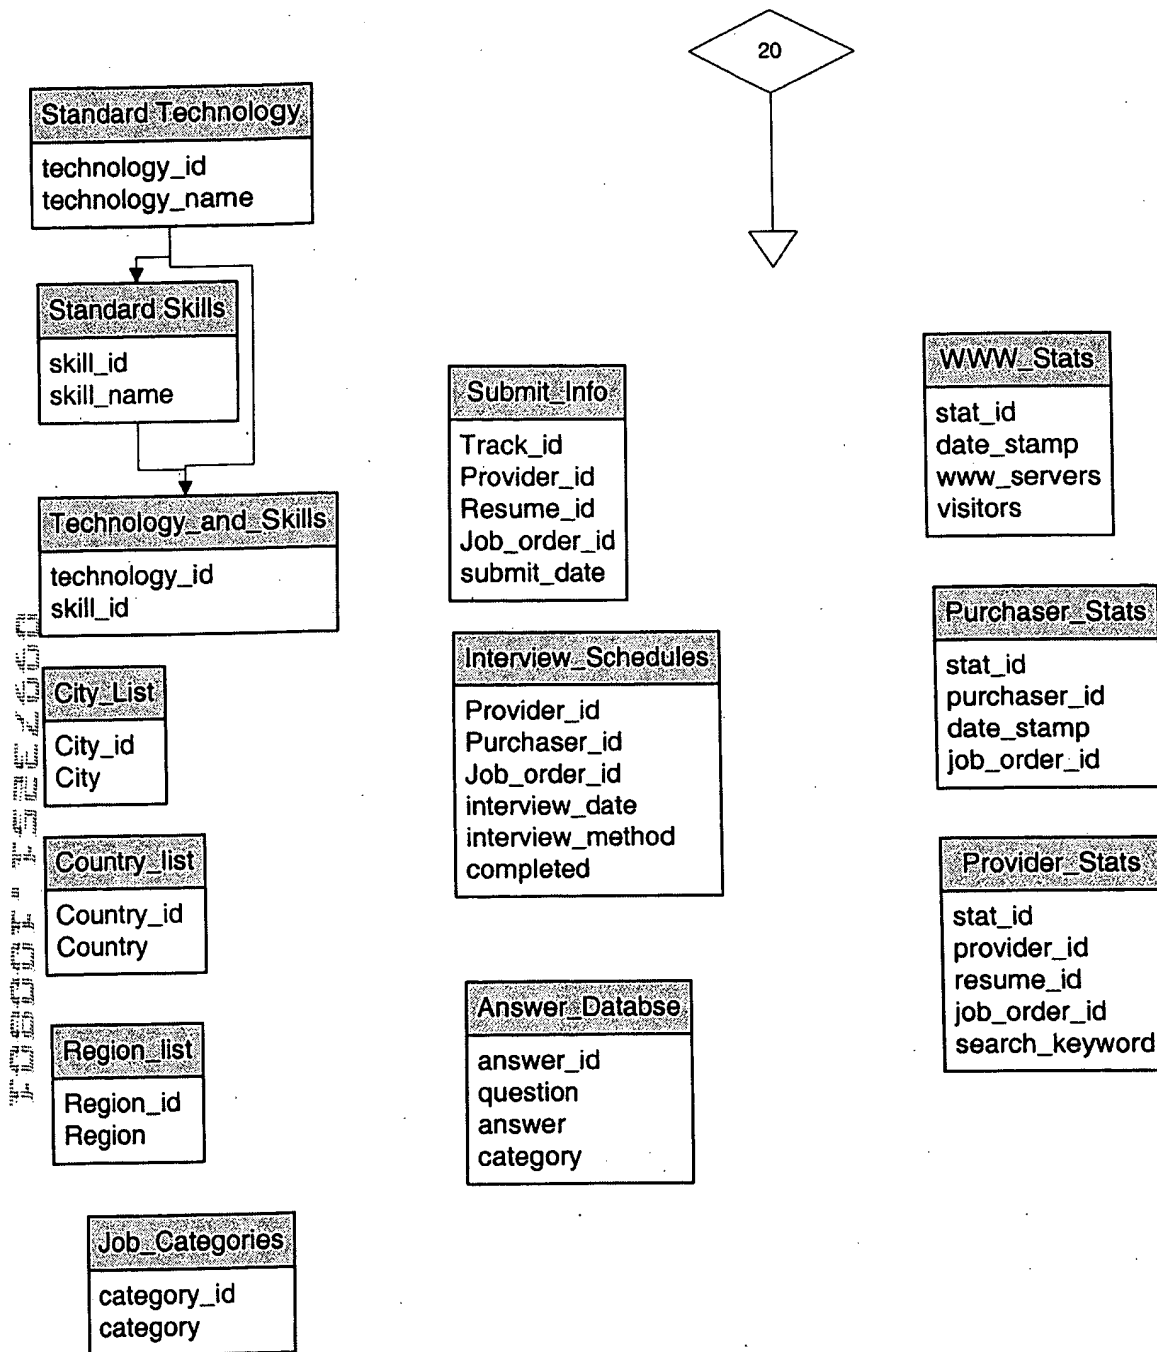 20
Standard Technology
technology_id
technology_name
Standard Skills
skill_id
skill_name
Technology_and_Skills
technology_id
skill_id
City_List
City_id
City
Country_list
Country_id
Country
Region_list
Region_id
Region
Job_Categories
category_id
category
Submit_Info
Track_id
Provider_id
Resume_id
Job_order_id
submit_date
Interview_Schedules
Provider_id
Purchaser_id
Job_order_id
interview_date
interview_method
completed
Answer_Databse
answer_id
question
answer
category
WWW_Stats
stat_id
date_stamp
www_servers
visitors
Purchaser_Stats
stat_id
purchaser_id
date_stamp
job_order_id
Provider_Stats
stat_id
provider_id
resume_id
job_order_id
search_keyword